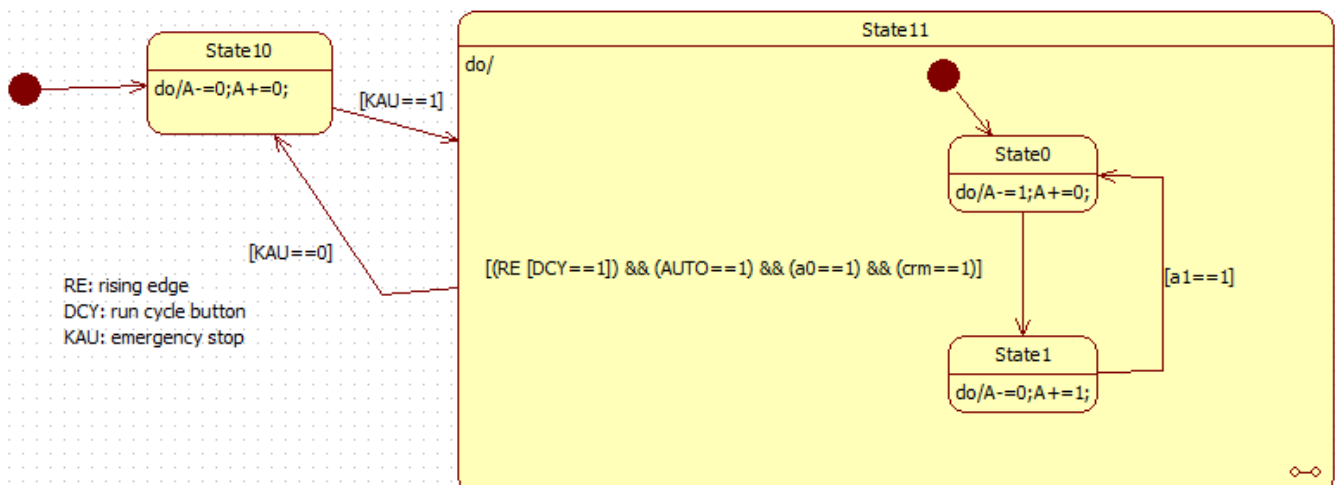 State11
State10
do/
do/A-=0;A+=0;
[KAU==1]
State0
do/A-=1;A+=0;
[KAU==0]
[(RE [DCY==1]) && (AUTO==1) && (a0==1) && (crm==1)]
[a1==1]
RE: rising edge
DCY: run cycle button
KAU: emergency stop
State1
do/A-=0;A+=1;